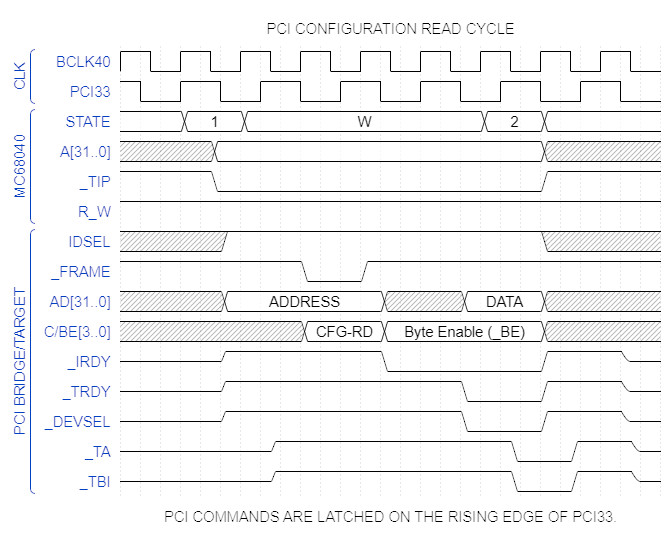 PCI CONFIGURATION READ CYCLE
CLK
BCLK40
PCI33
MC68040
STATE 1 W 2
A[31..0]
_TIP
R_W
PCI BRIDGE/TARGET
IDSEL
_FRAME
AD[31..0] ADDRESS DATA
C/BE[3..0] CFG-RD Byte Enable (_BE)
_IRDY
_TRDY
_DEVSEL
_TA
_TBI
PCI COMMANDS ARE LATCHED ON THE RISING EDGE OF PCI33.